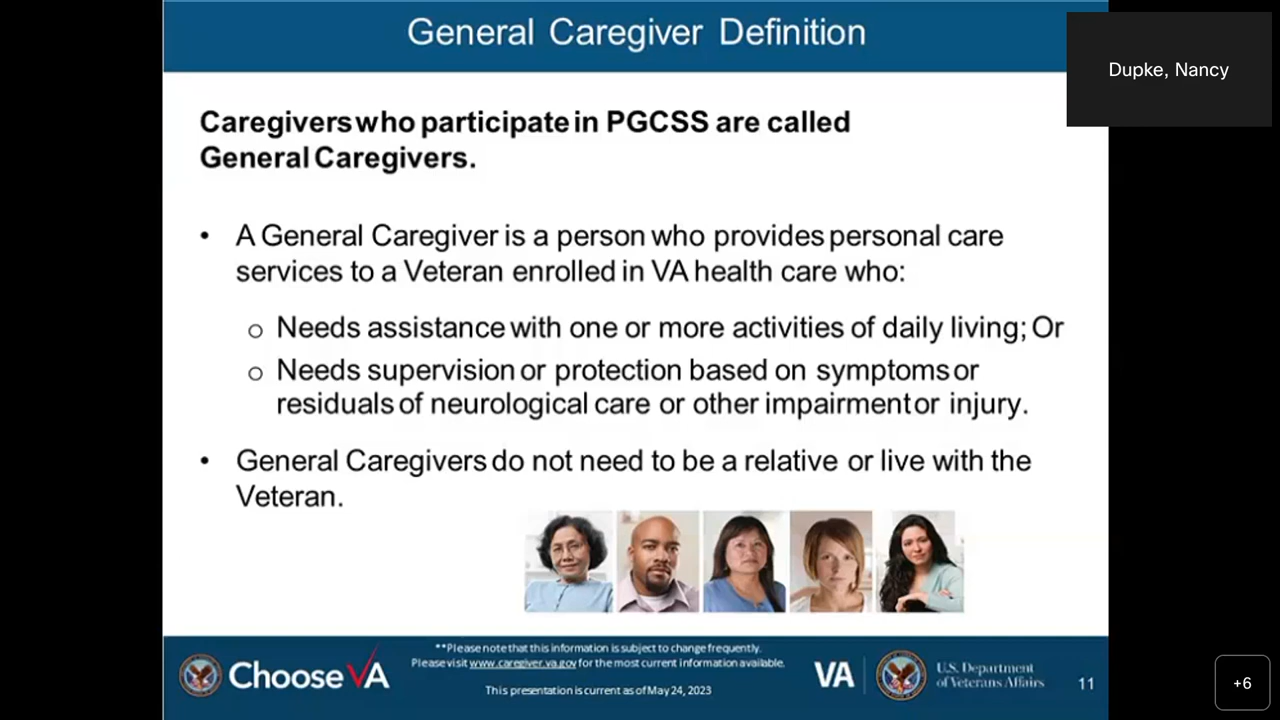 General Caregiver Definition
Dupke, Nancy
Caregivers who participate in PGCSS are called
General Caregivers.
• A General Caregiver is a person who provides personal care
services to a Veteran enrolled in VA health care who:
o Needs assistance with one or more activities of daily living; Or
o Needs supervision or protection based on symptoms or
residuals of neurological care or other impairment or injury.
• General Caregivers do not need to be a relative or live with the
Veteran.
Choose VA
**Please note that this information is subject to change frequently.
Please visit www.caregiver.va.gov for the most current information available.
This presentation is current as of May 24, 2023
VA
U.S. Department
of Veterans Affairs
11
+6